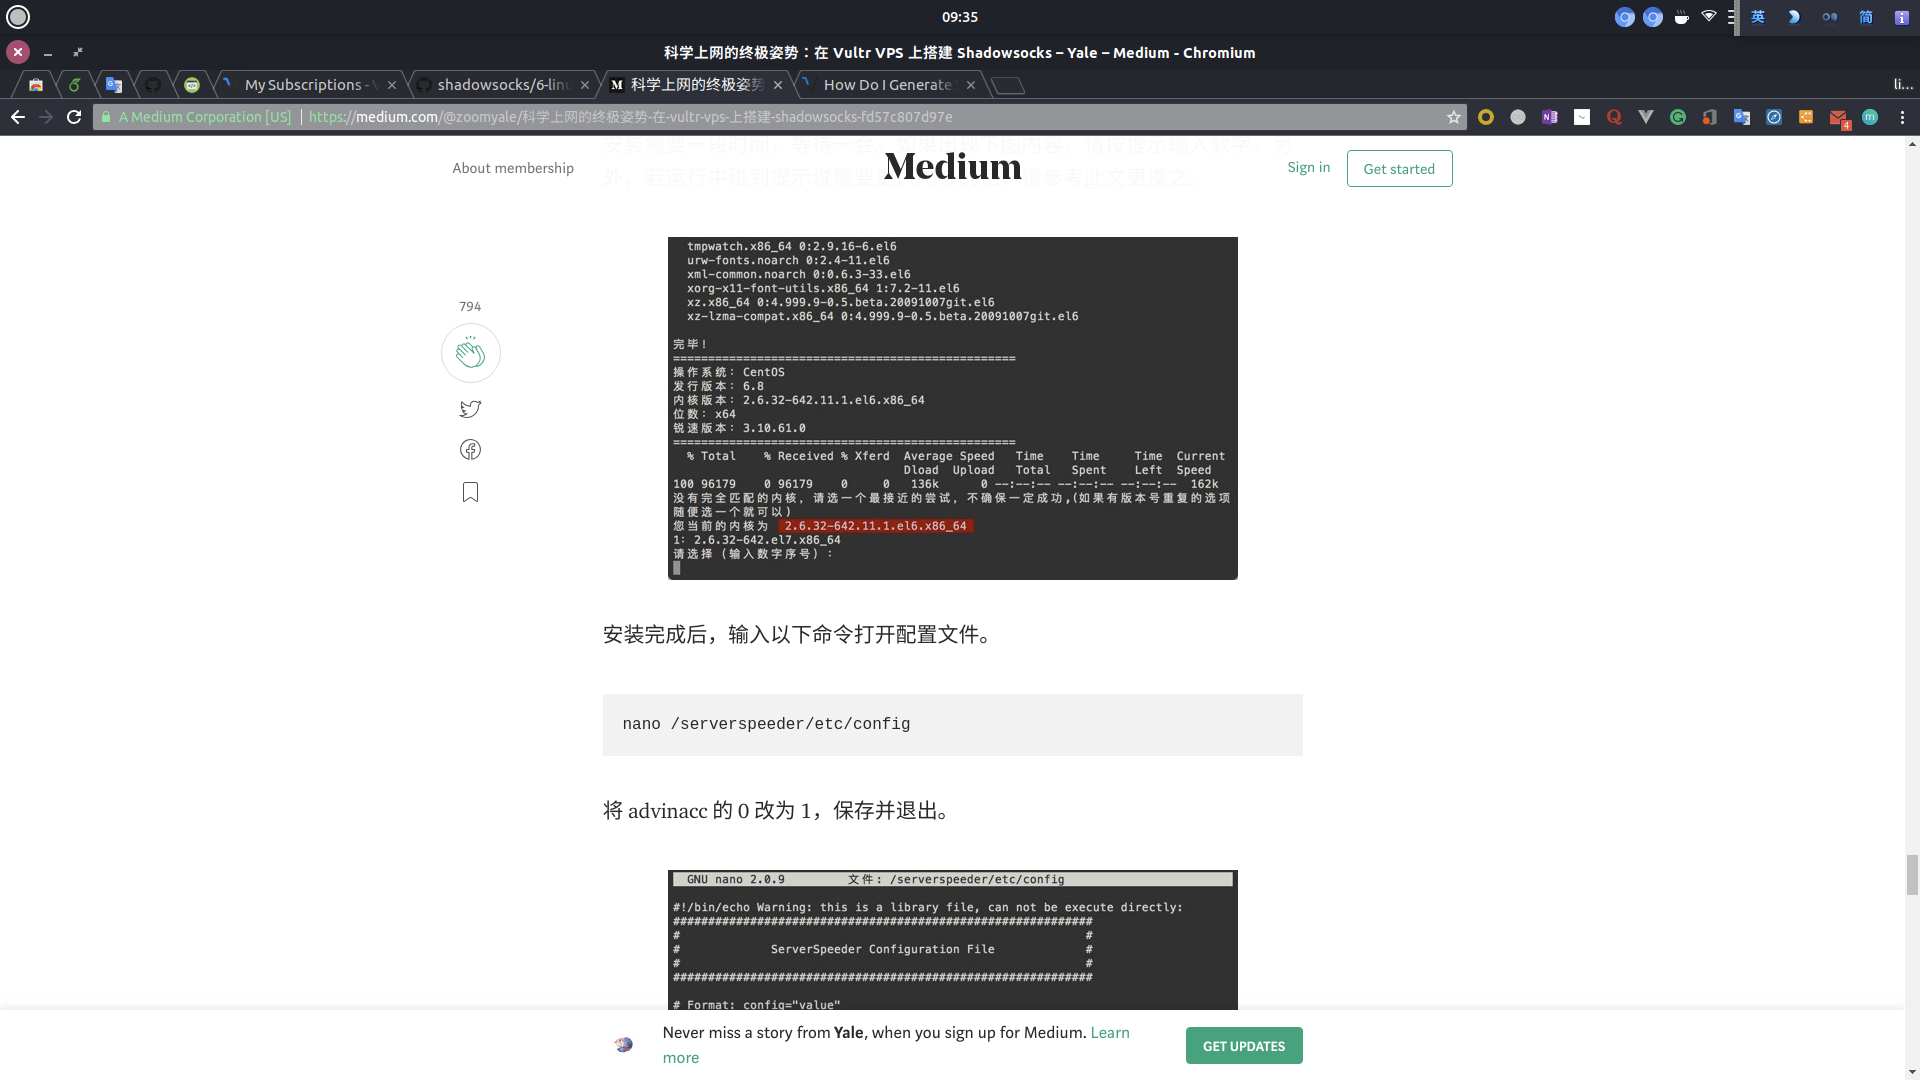 09:35
英
简
科学上网的终极姿势：在 Vultr VPS 上搭建 Shadowsocks – Yale – Medium - Chromium
My Subscriptions -
shadowsocks/6-linu
科学上网的终极姿势
How Do I Generate
li...
A Medium Corporation [US] | https://medium.com/@zoomyale/科学上网的终极姿势-在-vultr-vps-上搭建-shadowsocks-fd57c807d97e
4
About membership
Medium
Sign in
Get started
tmpwatch.x86_64 0:2.9.16-6.el6
urw-fonts.noarch 0:2.4-11.el6
xml-common.noarch 0:0.6.3-33.el6
xorg-x11-font-utils.x86_64 1:7.2-11.el6
xz.x86_64 0:4.999.9-0.5.beta.20091007git.el6
xz-lzma-compat.x86_64 0:4.999.9-0.5.beta.20091007git.el6
完毕！
=================================================
操作系统：CentOS
发行版本：6.8
内核版本：2.6.32-642.11.1.el6.x86_64
位数：x64
锐速版本：3.10.61.0
=================================================
% Total % Received % Xferd Average Speed Time Time Time Current
Dload Upload Total Spent Left Speed
100 96179 0 96179 0 0 136k 0 --:--:-- --:--:-- --:--:-- 162k
没有完全匹配的内核，请选一个最接近的尝试，不确保一定成功,(如果有版本号重复的选项
随便选一个就可以)
您当前的内核为 2.6.32-642.11.1.el6.x86_64
1：2.6.32-642.el7.x86_64
请选择（输入数字序号）：
794
安装完成后，输入以下命令打开配置文件。
nano /serverspeeder/etc/config
将 advinacc 的 0 改为 1，保存并退出。
GNU nano 2.0.9 文件：/serverspeeder/etc/config
#!/bin/echo Warning: this is a library file, can not be execute directly:
############################################################
# #
# ServerSpeeder Configuration File #
# #
############################################################
# Format: config="value"
Never miss a story from Yale, when you sign up for Medium. Learn
more
GET UPDATES